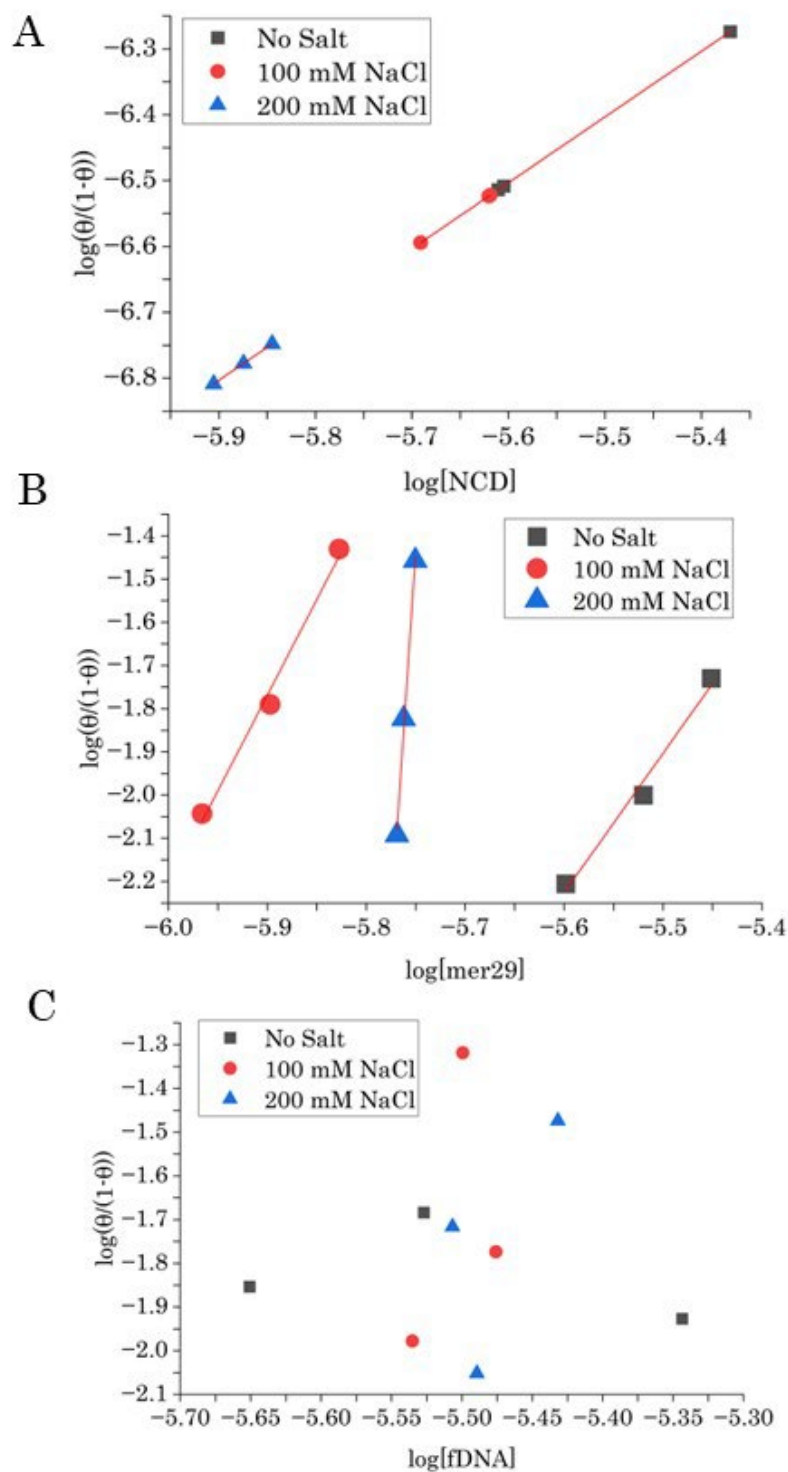 A
No Salt
100 mM NaCl
200 mM NaCl
−6.3
−6.4
−6.5
−6.6
−6.7
−6.8
log(θ/(1-θ))
−5.9 −5.8 −5.7 −5.6 −5.5 −5.4
log[NCD]
B
No Salt
100 mM NaCl
200 mM NaCl
−1.4
−1.5
−1.6
−1.7
−1.8
−1.9
−2.0
−2.1
−2.2
log(θ/(1-θ))
−6.0 −5.9 −5.8 −5.7 −5.6 −5.5 −5.4
log[mer29]
C
No Salt
100 mM NaCl
200 mM NaCl
−1.3
−1.4
−1.5
−1.6
−1.7
−1.8
−1.9
−2.0
−2.1
log(θ/(1-θ))
−5.70 −5.65 −5.60 −5.55 −5.50 −5.45 −5.40 −5.35 −5.30
log[fDNA]